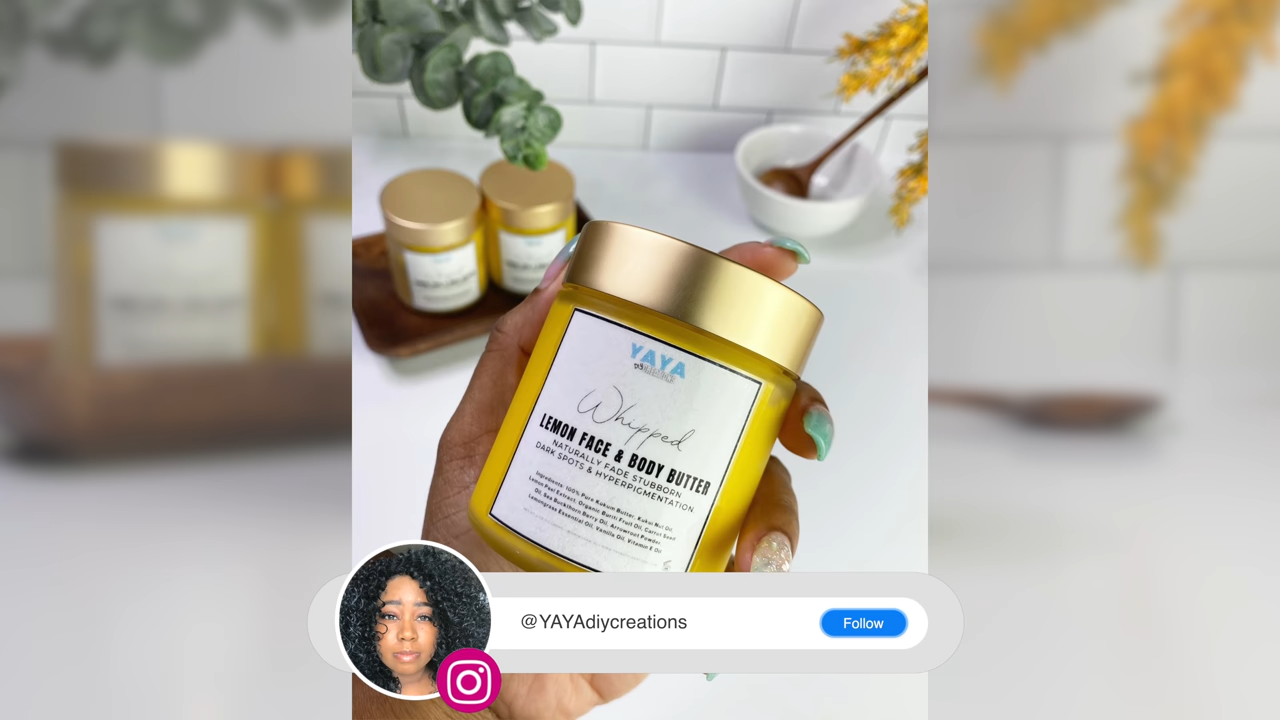 YAYA
Whipped
LEMON FACE & BODY BUTTER
NATURALLY FADE STUBBORN
DARK SPOTS & HYPERPIGMENTATION
Ingredients: 100% Pure Kokum Butter, Kukui Nut Oil,
Lemon Peel Extract, Organic Buriti Fruit Oil, Carrot Seed
Oil, Sea Buckthorn Berry Oil, Arrowroot Powder,
Lemongrass Essential Oil, Vanilla Oil, Vitamin E Oil
@YAYAdiycreations
Follow